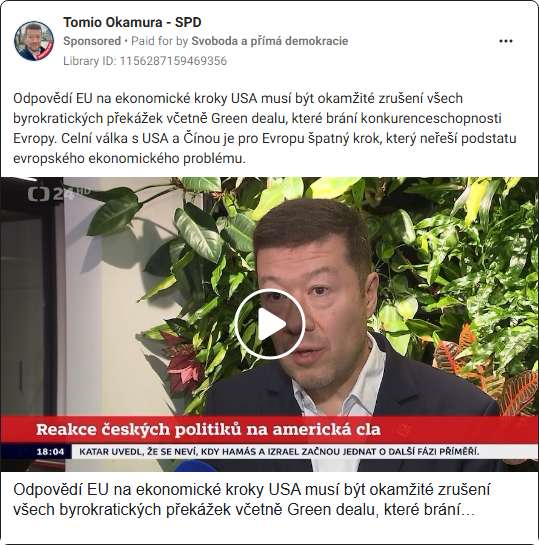 Tomio Okamura - SPD
Sponsored • Paid for by Svoboda a přímá demokracie
Library ID: 1156287159469356
Odpovědí EU na ekonomické kroky USA musí být okamžité zrušení všech
byrokratických překážek včetně Green dealu, které brání konkurenceschopnosti
Evropy. Celní válka s USA a Čínou je pro Evropu špatný krok, který neřeší podstatu
evropského ekonomického problému.
24 HD
Reakce českých politiků na americká cla
18:04 KATAR UVEDL, ŽE SE NEVÍ, KDY HAMÁS A IZRAEL ZAČNOU JEDNAT O DALŠÍ FÁZI PŘÍMĚŘÍ.
Odpovědí EU na ekonomické kroky USA musí být okamžité zrušení
všech byrokratických překážek včetně Green dealu, které brání...